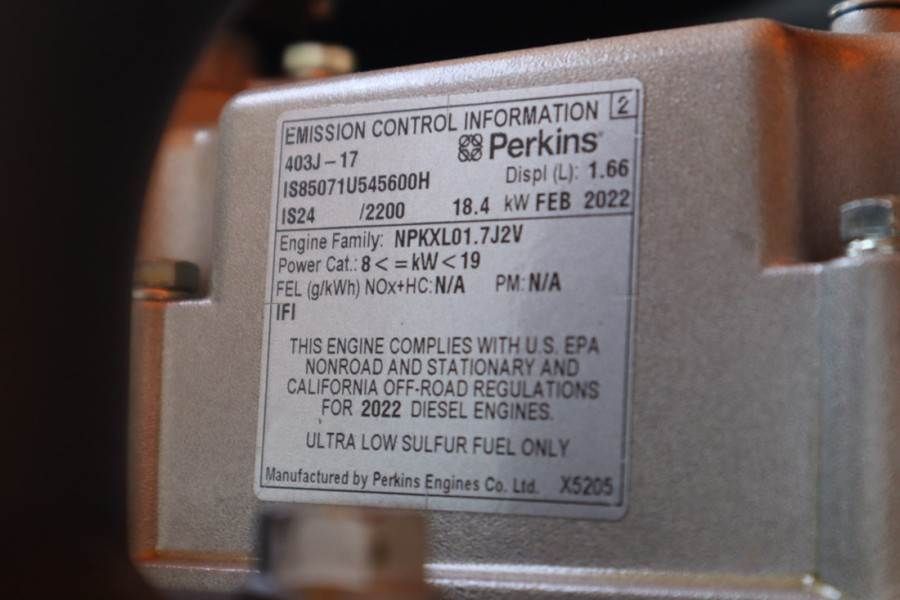 EMISSION CONTROL INFORMATION 2
403J-17 Perkins
IS85071U545600H Displ (L): 1.66
IS24 /2200 18.4 kW FEB 2022
Engine Family: NPKXL01.7J2V
Power Cat.: 8<=kW<19
FEL (g/kWh) NOx+HC: N/A PM: N/A
IFI
THIS ENGINE COMPLIES WITH U.S. EPA
NONROAD AND STATIONARY AND
CALIFORNIA OFF-ROAD REGULATIONS
FOR 2022 DIESEL ENGINES.
ULTRA LOW SULFUR FUEL ONLY
Manufactured by Perkins Engines Co. Ltd. X5205